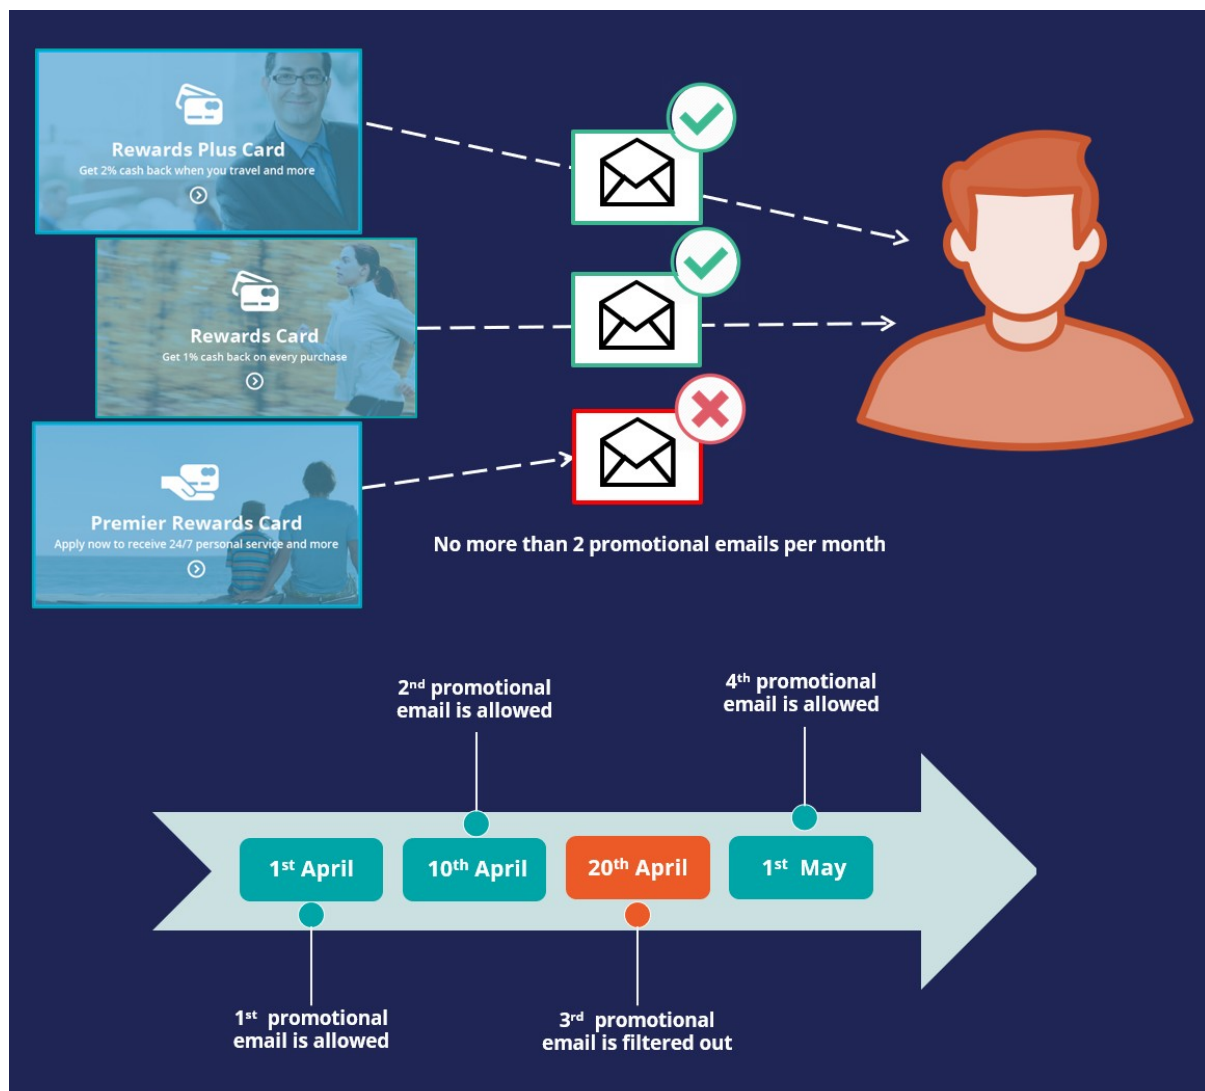 Rewards Plus Card
Get 2% cash back when you travel and more
Rewards Card
Get 1% cash back on every purchase
Premier Rewards Card
Apply now to receive 24/7 personal service and more
No more than 2 promotional emails per month
2nd promotional
email is allowed
4th promotional
email is allowed
1st April
10th April
20th April
1st May
1st promotional
email is allowed
3rd promotional
email is filtered out